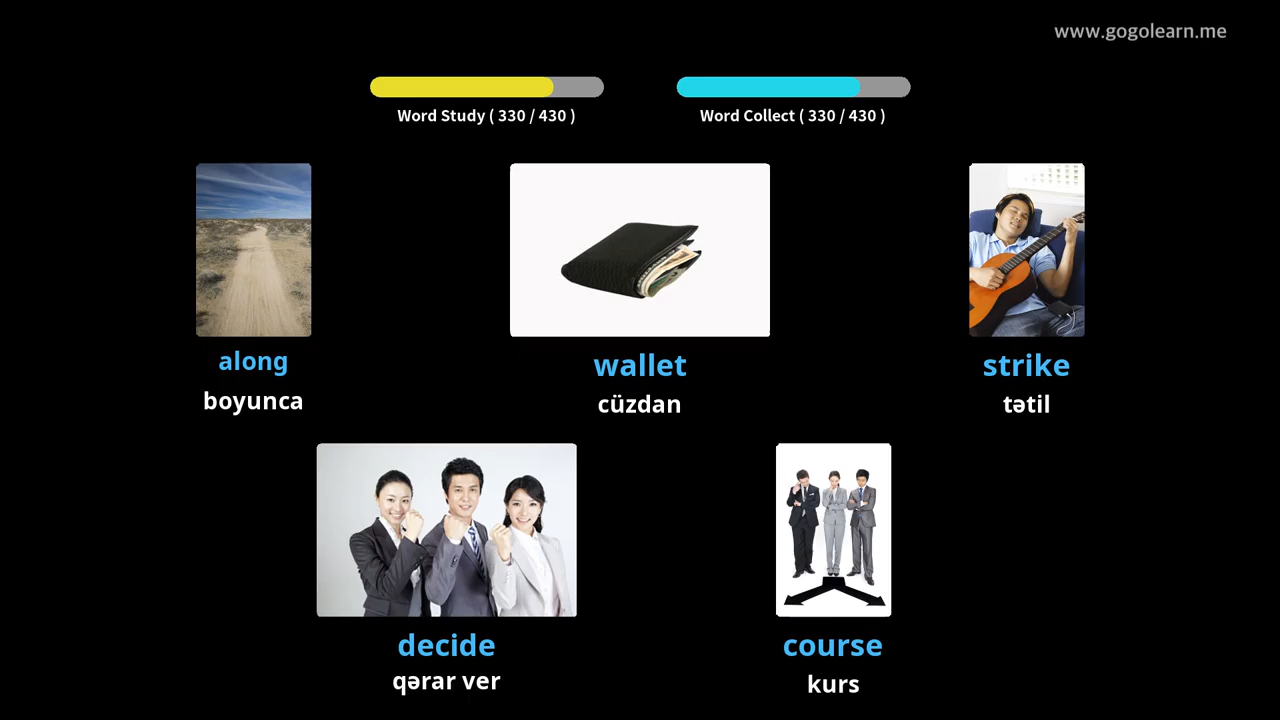 www.gogolearn.me
Word Study ( 330 / 430 )
Word Collect ( 330 / 430 )
along
boyunca
wallet
cüzdan
strike
tətil
decide
qərar ver
course
kurs